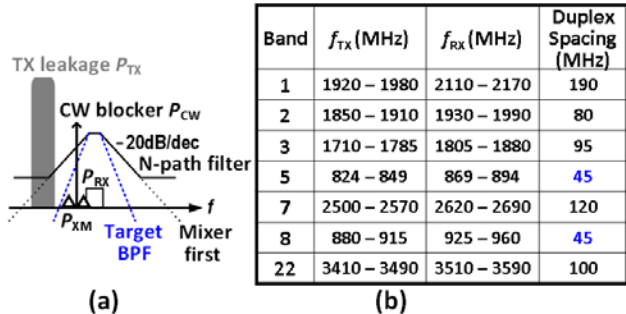 TX leakage P_TX
CW blocker P_CW
−20dB/dec
N-path filter
P_RX
f
P_XM
Target BPF
Mixer first
(a)
Band f_TX (MHz) f_RX (MHz) Duplex Spacing (MHz)
1 1920 – 1980 2110 – 2170 190
2 1850 – 1910 1930 – 1990 80
3 1710 – 1785 1805 – 1880 95
5 824 – 849 869 – 894 45
7 2500 – 2570 2620 – 2690 120
8 880 – 915 925 – 960 45
22 3410 – 3490 3510 – 3590 100
(b)